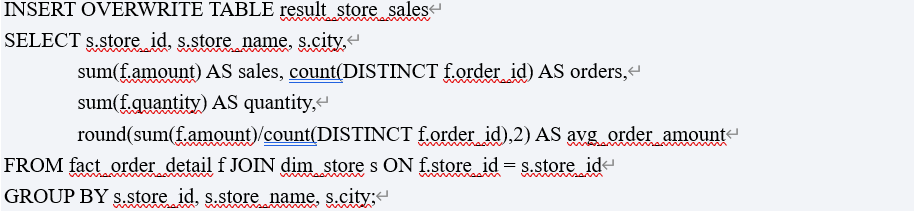 INSERT OVERWRITE TABLE result_store_sales
SELECT s.store_id, s.store_name, s.city,
sum(f.amount) AS sales, count(DISTINCT f.order_id) AS orders,
sum(f.quantity) AS quantity,
round(sum(f.amount)/count(DISTINCT f.order_id),2) AS avg_order_amount
FROM fact_order_detail f JOIN dim_store s ON f.store_id = s.store_id
GROUP BY s.store_id, s.store_name, s.city;